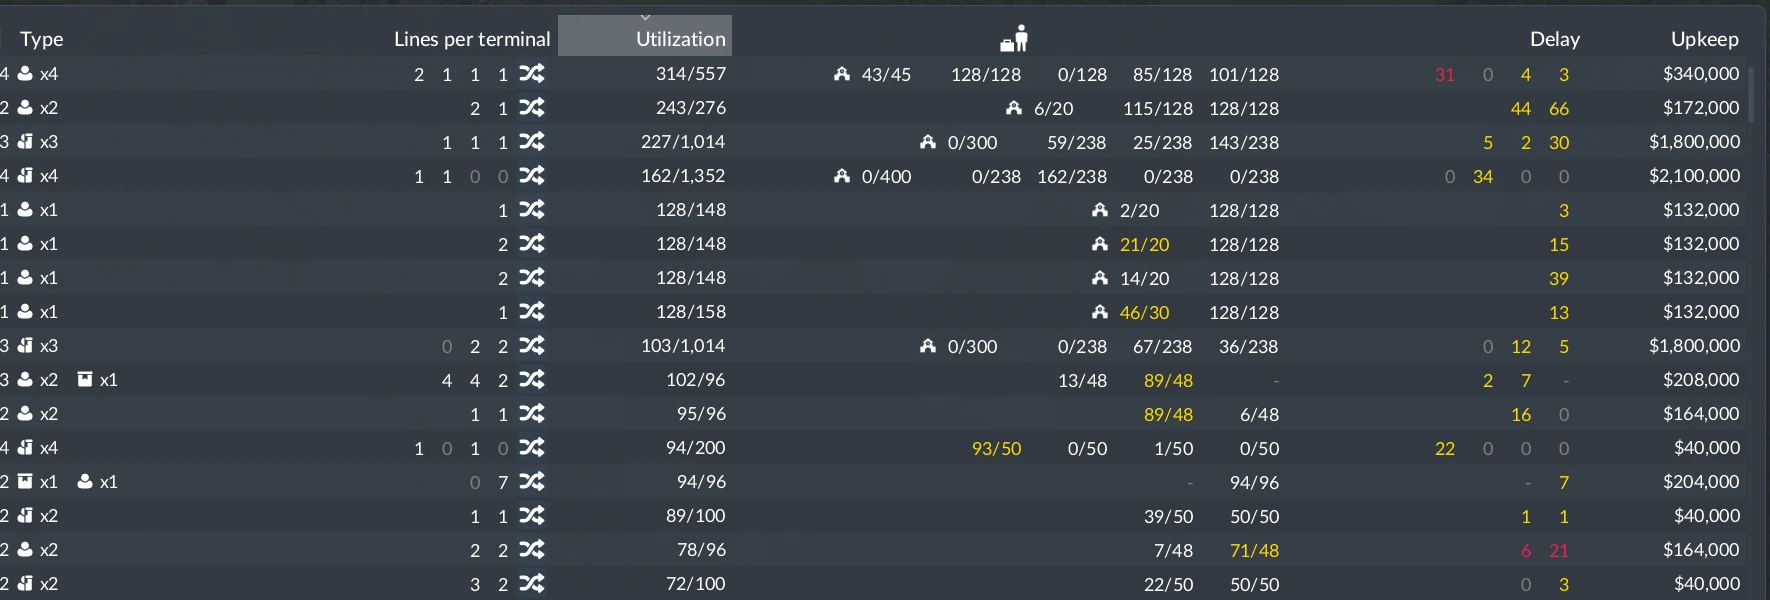 Type Lines per terminal Utilization Delay Upkeep
4 x4 2 1 1 1 314/557 43/45 128/128 0/128 85/128 101/128 31 0 4 3 $340,000
2 x2 2 1 243/276 6/20 115/128 128/128 44 66 $172,000
3 x3 1 1 1 227/1,014 0/300 59/238 25/238 143/238 5 2 30 $1,800,000
4 x4 1 1 0 0 162/1,352 0/400 0/238 162/238 0/238 0/238 0 34 0 0 $2,100,000
1 x1 1 128/148 2/20 128/128 3 $132,000
1 x1 2 128/148 21/20 128/128 15 $132,000
1 x1 2 128/148 14/20 128/128 39 $132,000
1 x1 1 128/158 46/30 128/128 13 $132,000
3 x3 0 2 2 103/1,014 0/300 0/238 67/238 36/238 0 12 5 $1,800,000
3 x2 x1 4 4 2 102/96 13/48 89/48 - 2 7 - $208,000
2 x2 1 1 95/96 89/48 6/48 16 0 $164,000
4 x4 1 0 1 0 94/200 93/50 0/50 1/50 0/50 22 0 0 0 $40,000
2 x1 x1 0 7 94/96 - 94/96 - 7 $204,000
2 x2 1 1 89/100 39/50 50/50 1 1 $40,000
2 x2 2 2 78/96 7/48 71/48 6 21 $164,000
2 x2 3 2 72/100 22/50 50/50 0 3 $40,000